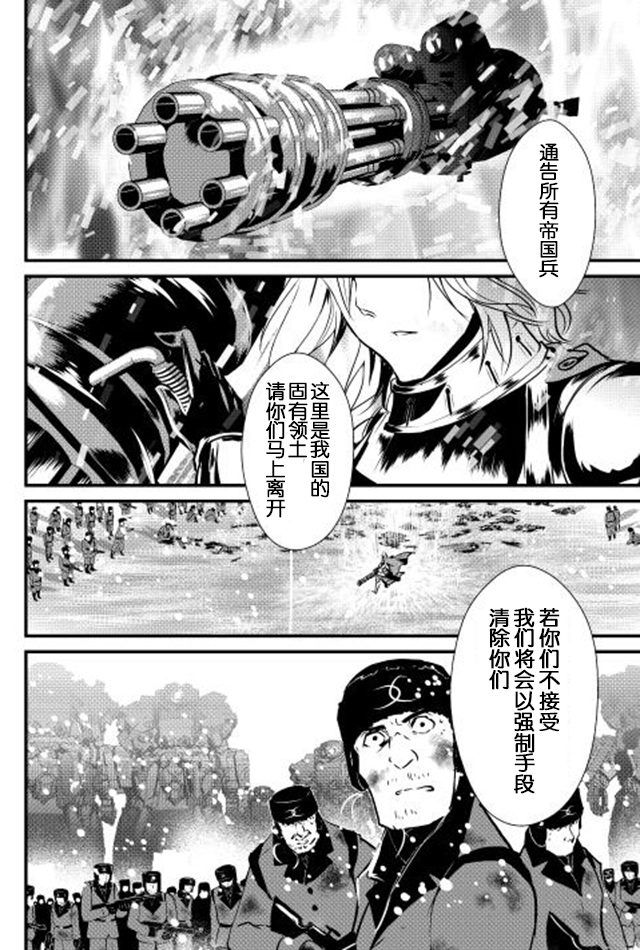 通告所有帝国兵
这里是我国的
固有领土
请你们马上离开
若你们不接受
我们将会以强制手段
清除你们